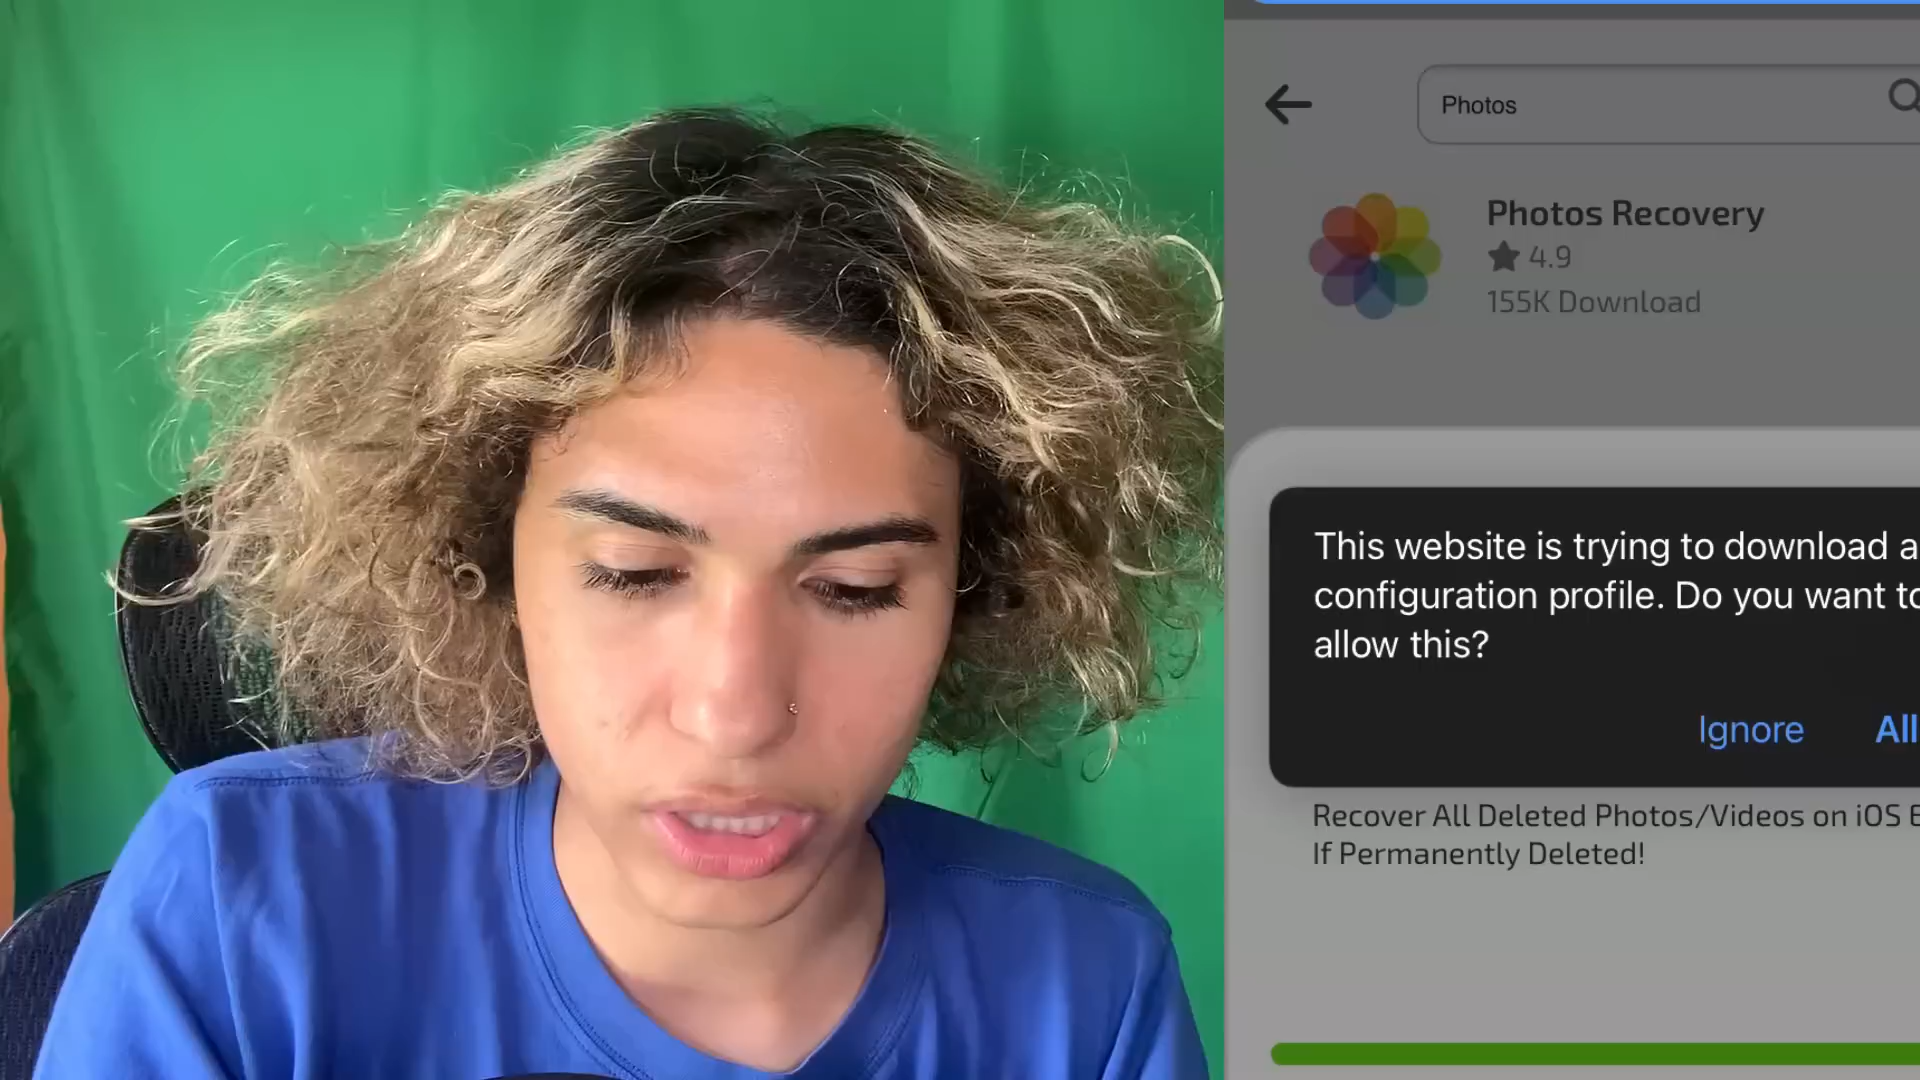 Photos
Photos Recovery
4.9
155K Download
This website is trying to download a
configuration profile. Do you want to
allow this?
Ignore All
Recover All Deleted Photos/Videos on iOS E
If Permanently Deleted!